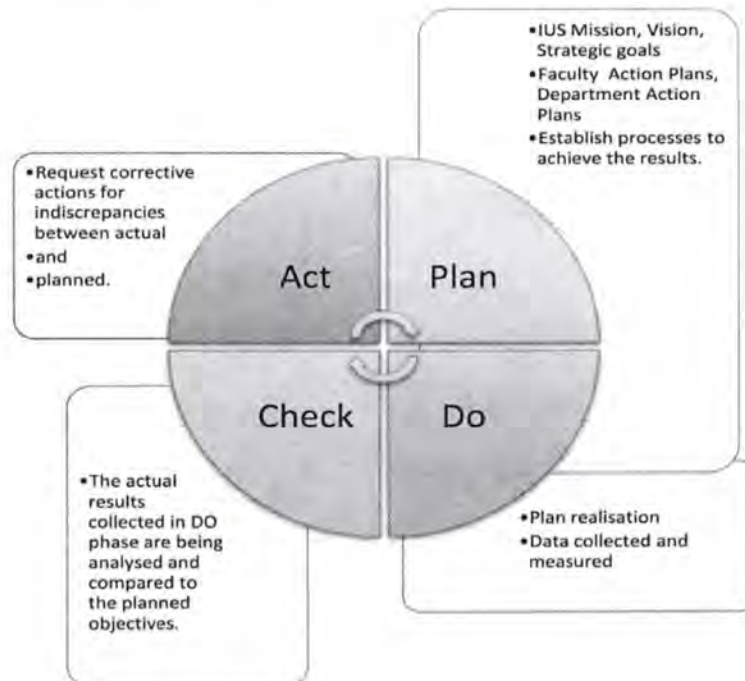 •IUS Mission, Vision,
Strategic goals
•Faculty Action Plans,
Department Action
Plans
•Establish processes to
achieve the results.
•Request corrective
actions for
indiscrepancies
between actual
•and
•planned.
Act
Plan
Check
Do
•The actual
results
collected in DO
phase are being
analysed and
compared to
the planned
objectives.
•Plan realisation
•Data collected and
measured